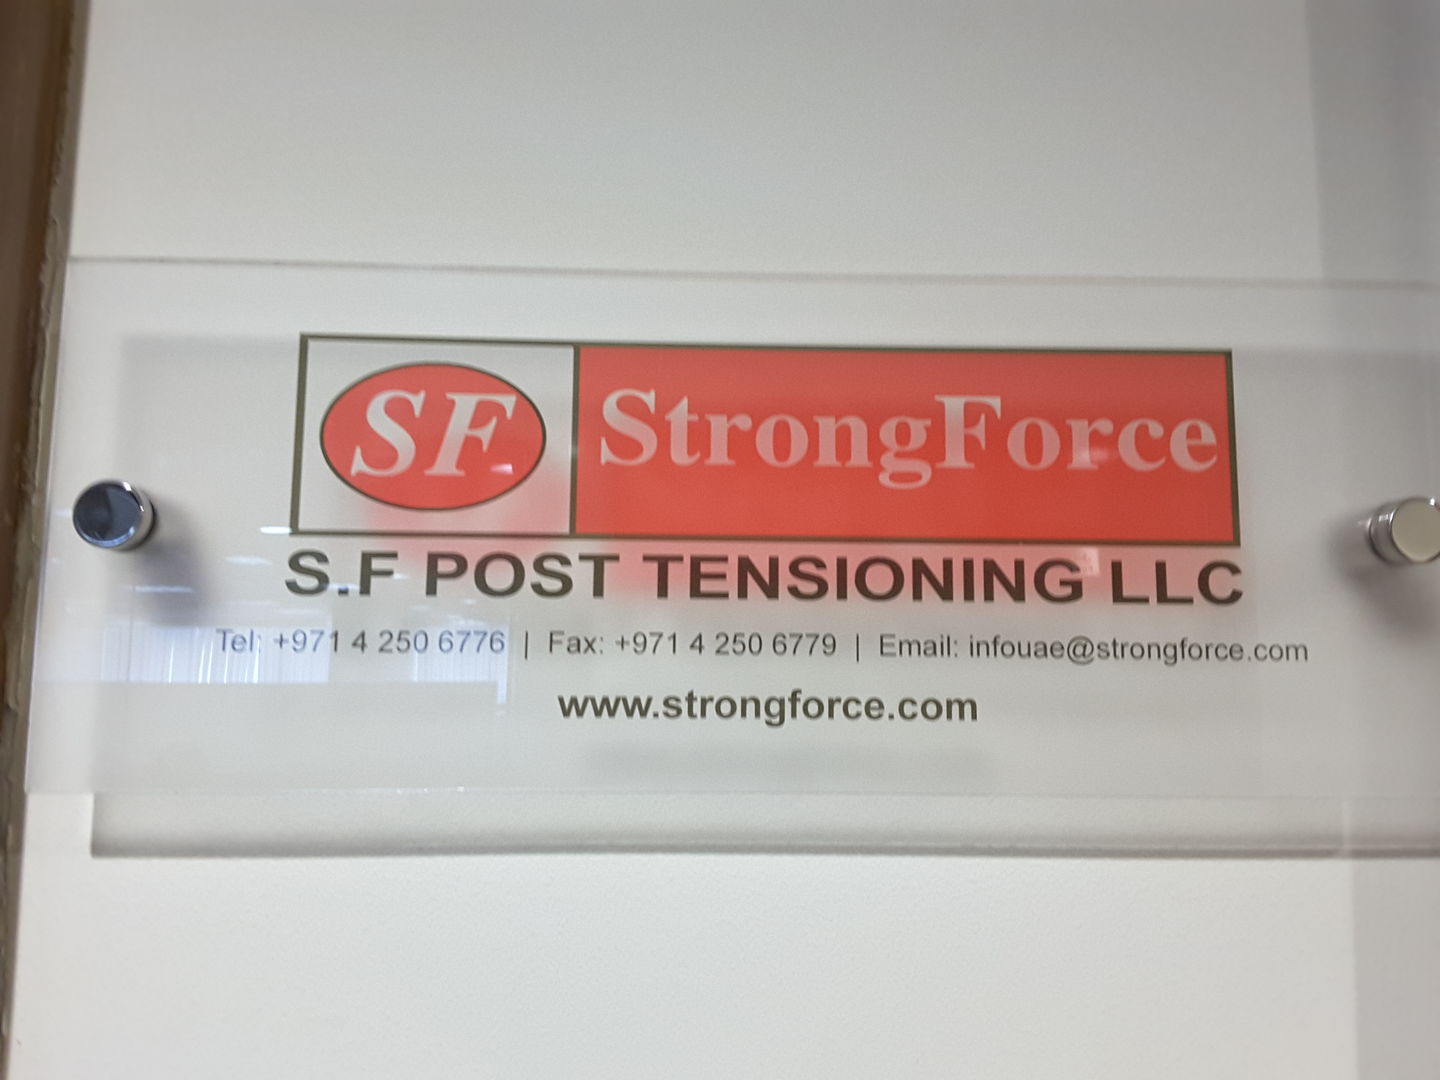 SF StrongForce
S.F POST TENSIONING LLC
Tel: +971 4 250 6776 | Fax: +971 4 250 6779 | Email: infouae@strongforce.com
www.strongforce.com